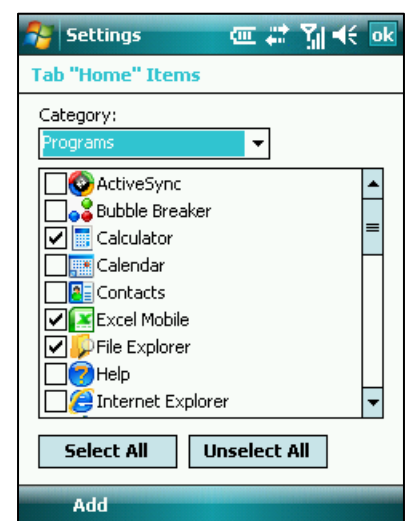 Settings
ok
Tab "Home" Items
Category:
Programs
ActiveSync
Bubble Breaker
Calculator
Calendar
Contacts
Excel Mobile
File Explorer
Help
Internet Explorer
Select All
Unselect All
Add